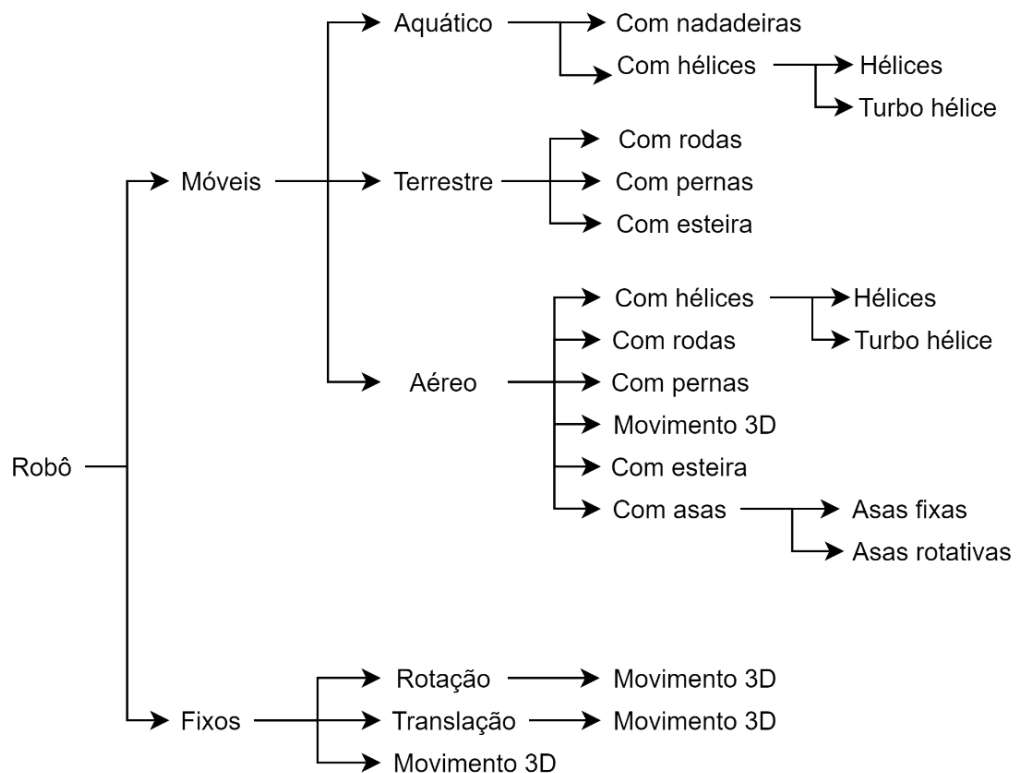 Robô
Móveis
Aquático
Com nadadeiras
Com hélices
Hélices
Turbo hélice
Terrestre
Com rodas
Com pernas
Com esteira
Aéreo
Com hélices
Hélices
Turbo hélice
Com rodas
Com pernas
Movimento 3D
Com esteira
Com asas
Asas fixas
Asas rotativas
Fixos
Rotação
Movimento 3D
Translação
Movimento 3D
Movimento 3D